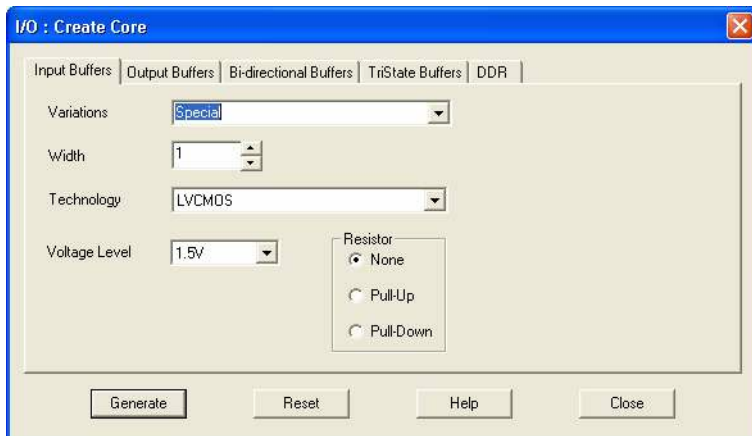 I/O : Create Core
Input Buffers Output Buffers Bi-directional Buffers TriState Buffers DDR
Variations Special
Width 1
Technology LVCMOS
Voltage Level 1.5V
Resistor
None
Pull-Up
Pull-Down
Generate Reset Help Close